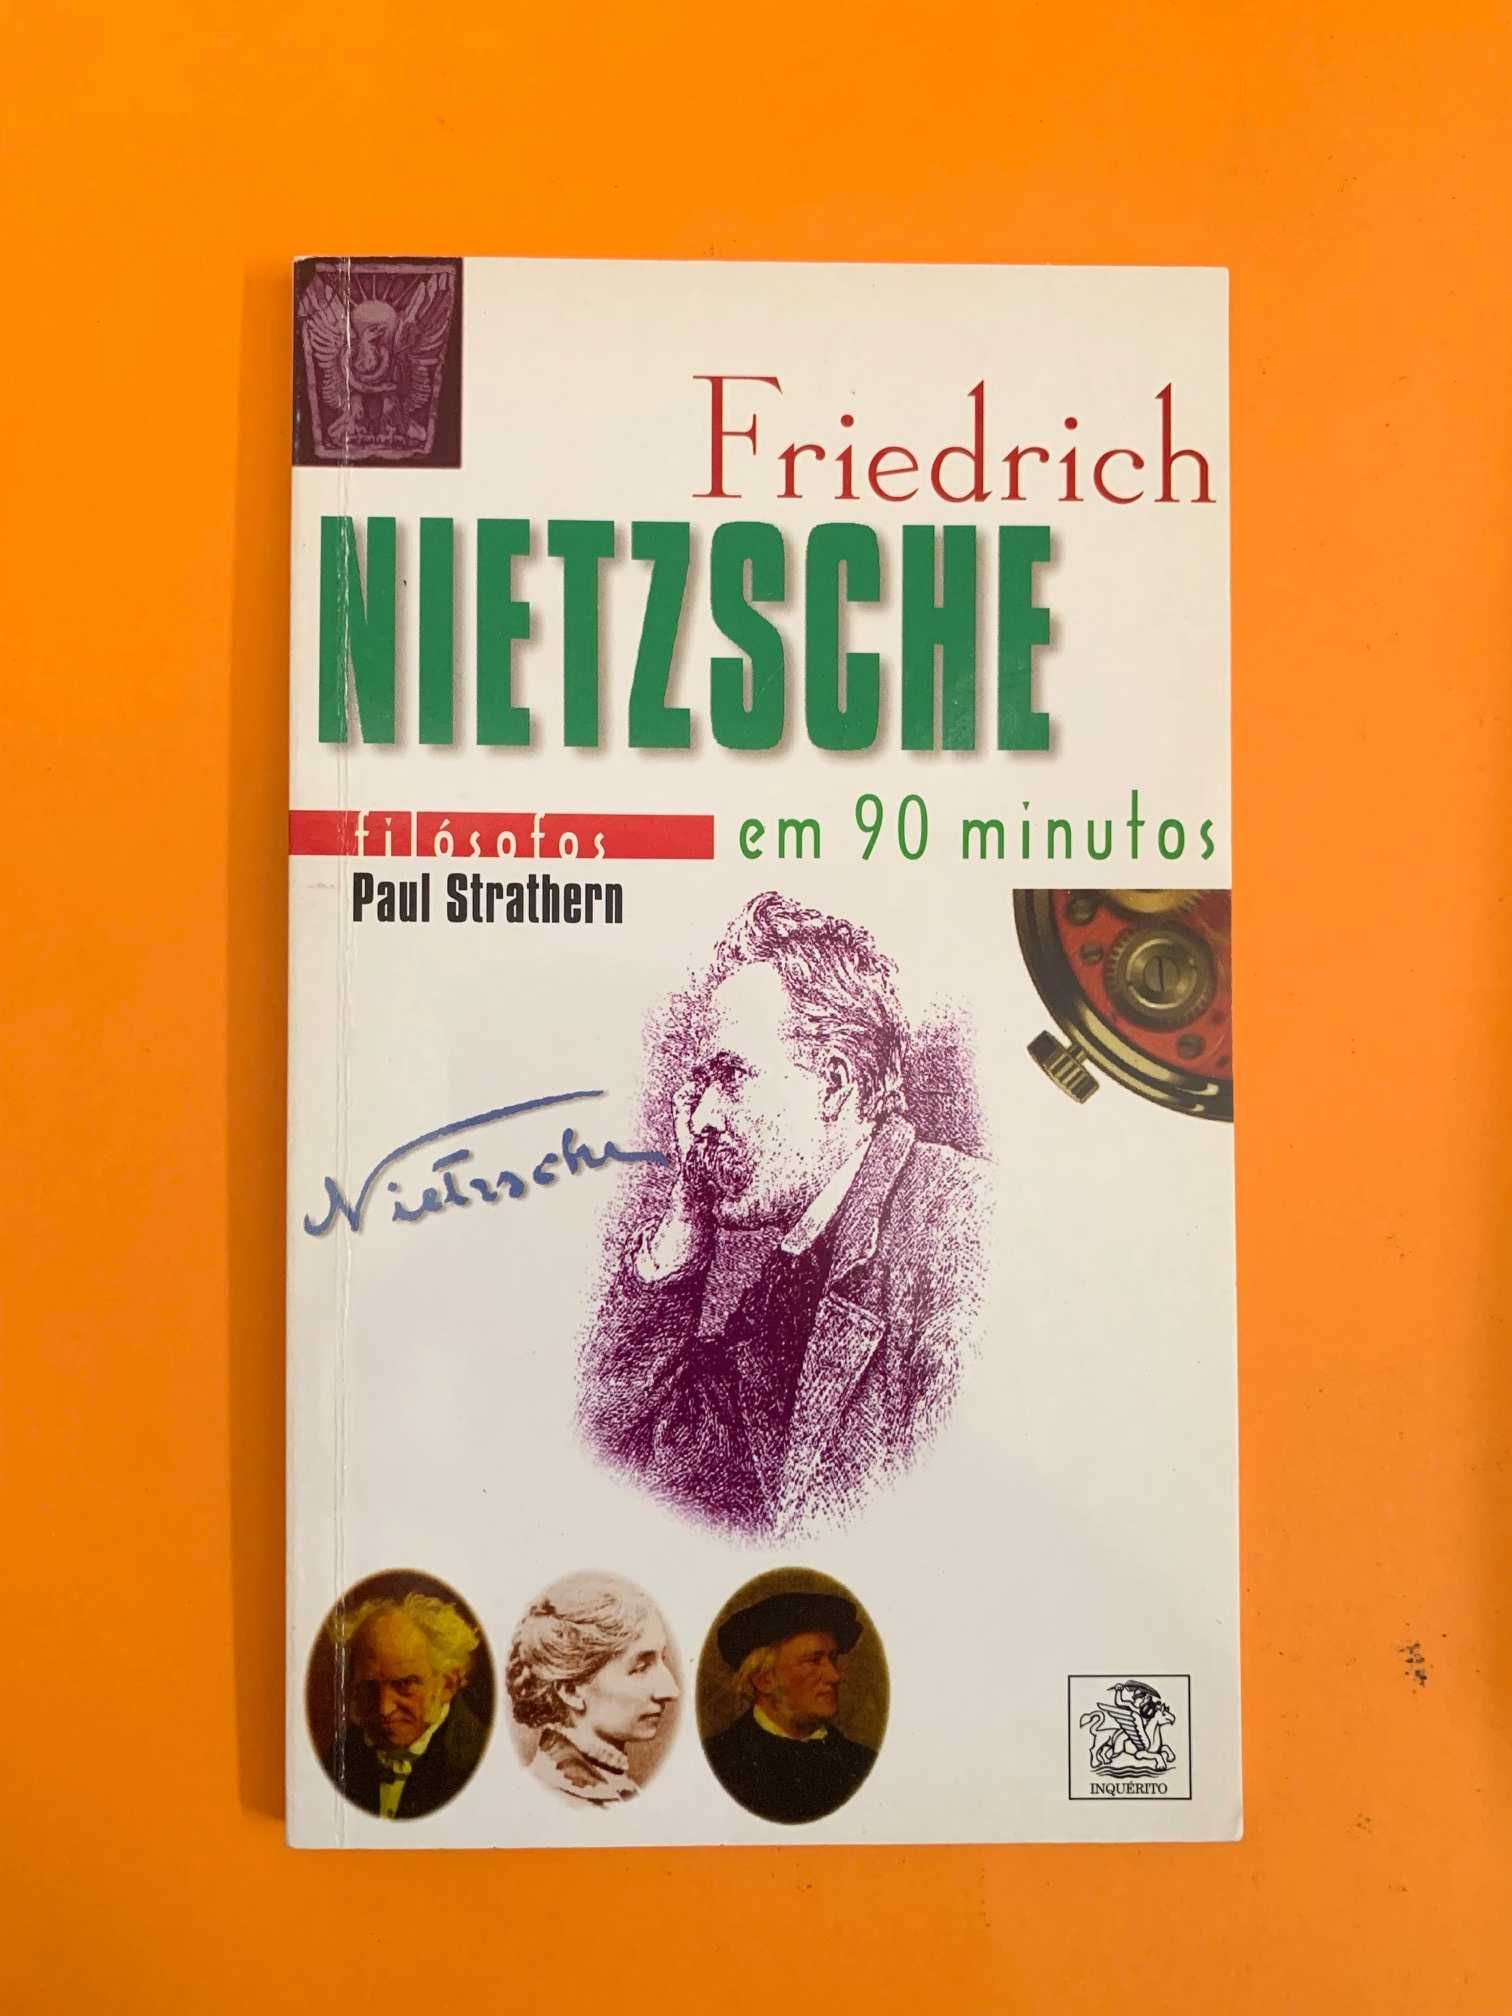 Friedrich
NIETZSCHE
filósofos em 90 minutos
Paul Strathern
Nietzsche
INQUÉRITO